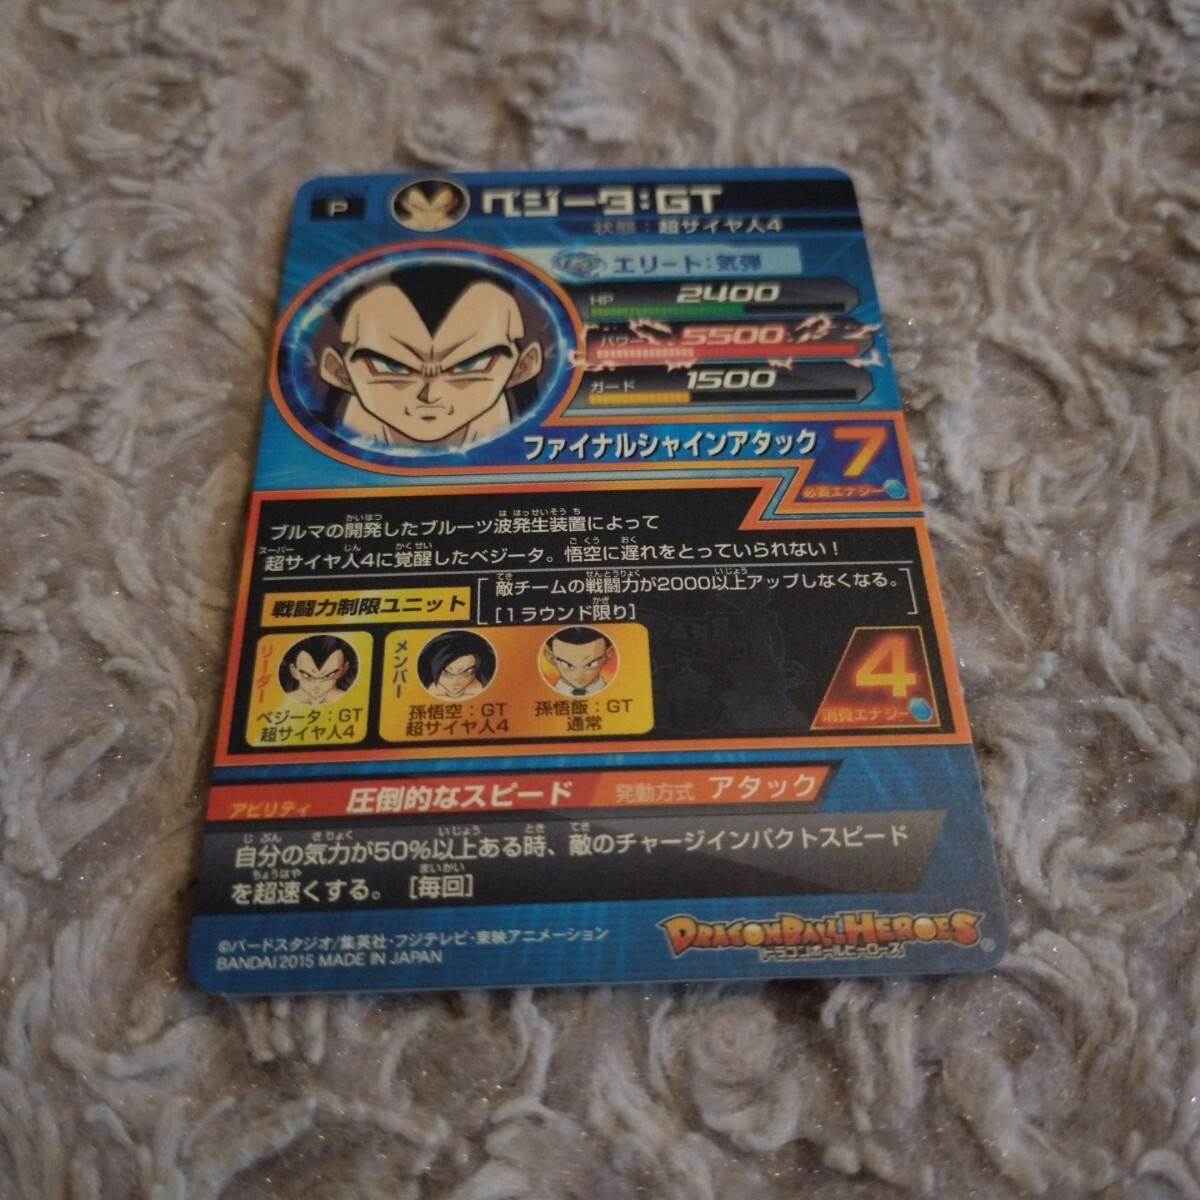 P
ベジータ:GT
状態:超サイヤ人4
エリート:気弾
HP 2400
パワー 5500
ガード 1500
ファイナルシャインアタック 7
必要エナジー
ブルマの開発したブルーツ波発生装置によって
超サイヤ人4に覚醒したベジータ。悟空に遅れをとっていられない!
戦闘力制限ユニット
[敵チームの戦闘力が2000以上アップしなくなる。
[1ラウンド限り]]
リーダー
ベジータ:GT
超サイヤ人4
メンバー
孫悟空:GT
超サイヤ人4
孫悟飯:GT
通常
4
消費エナジー
アビリティ 圧倒的なスピード 発動方式 アタック
自分の気力が50%以上ある時、敵のチャージインパクトスピード
を超速くする。 [毎回]
©バードスタジオ/集英社・フジテレビ・東映アニメーション
BANDAI 2015 MADE IN JAPAN
DRAGONBALL HEROES
ドラゴンボールヒーローズ